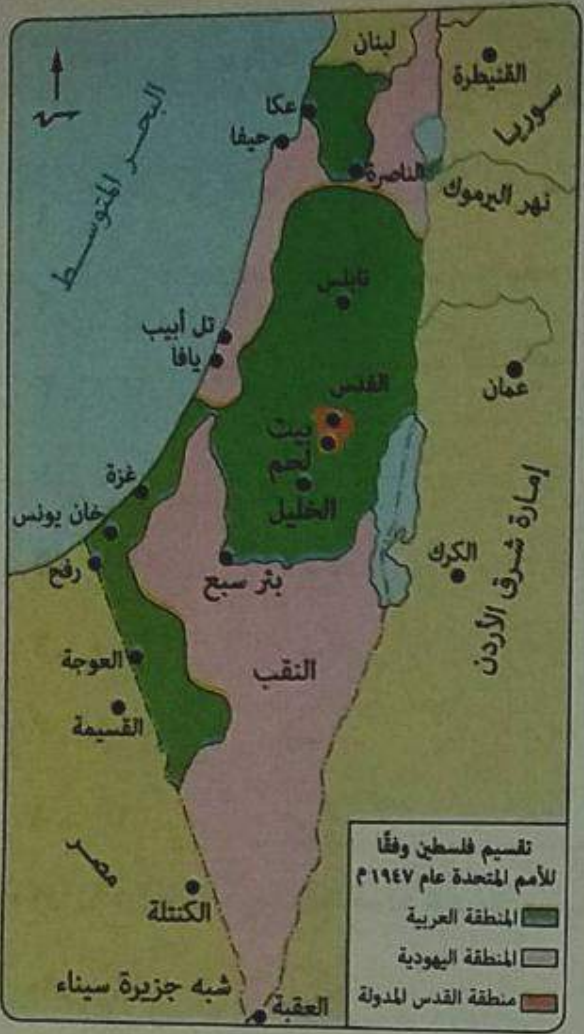 لبنان
القنيطرة
سوريا
عكا
حيفا
الناصرة
نهر اليرموك
البحر المتوسط
نابلس
تل أبيب
يافا
القدس
عمان
بيت
لحم
الخليل
غزة
خان يونس
رفح
بئر سبع
الكرك
إمارة شرق الأردن
النقب
العوجة
القسيمة
مصر
الكنتلة
شبه جزيرة سيناء
العقبة
تقسيم فلسطين وفقًا
للأمم المتحدة عام ١٩٤٧م
المنطقة العربية
المنطقة اليهودية
منطقة القدس المدولة